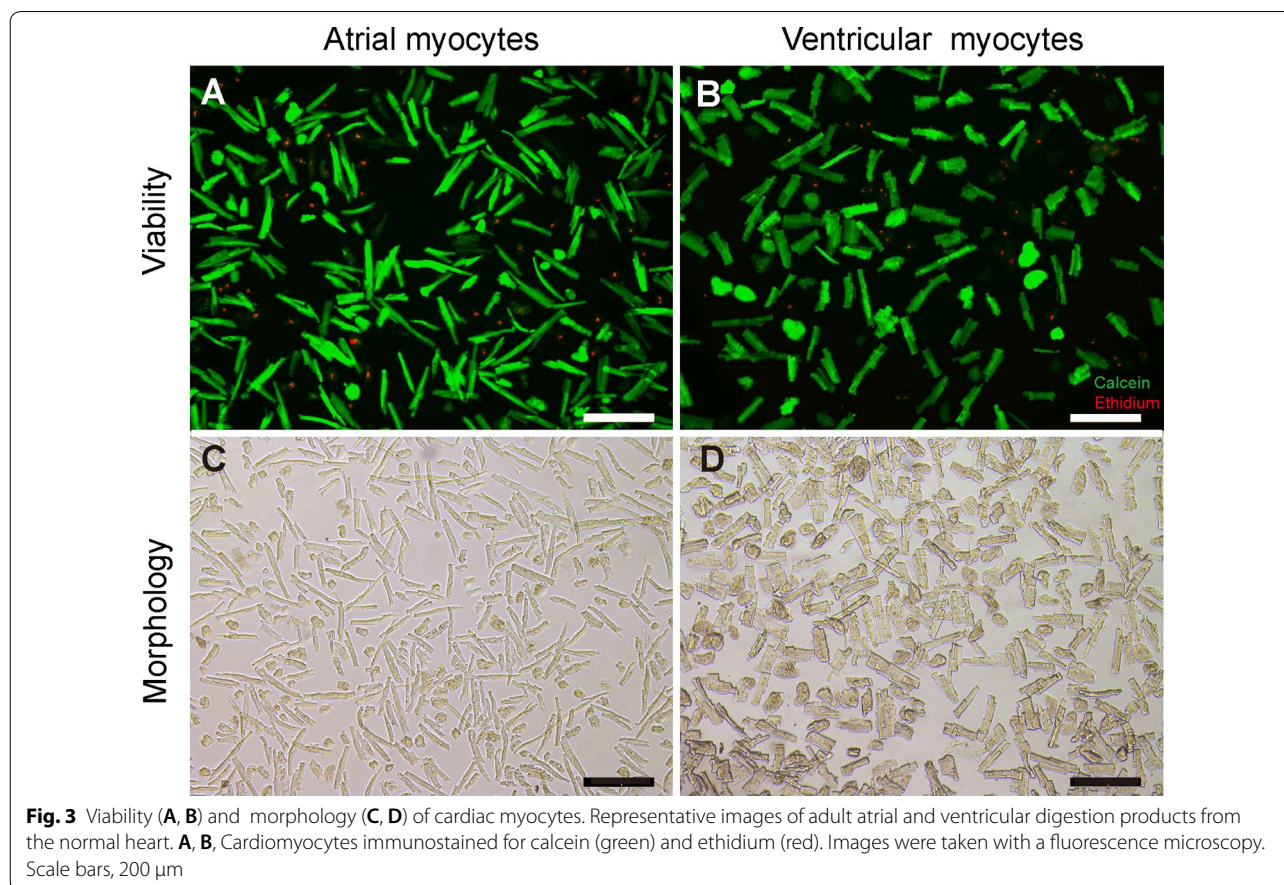 Atrial myocytes
Ventricular myocytes
Viability
A
B
Calcein
Ethidium
Morphology
C
D
Fig. 3 Viability (A, B) and morphology (C, D) of cardiac myocytes. Representative images of adult atrial and ventricular digestion products from
the normal heart. A, B, Cardiomyocytes immunostained for calcein (green) and ethidium (red). Images were taken with a fluorescence microscopy.
Scale bars, 200 µm